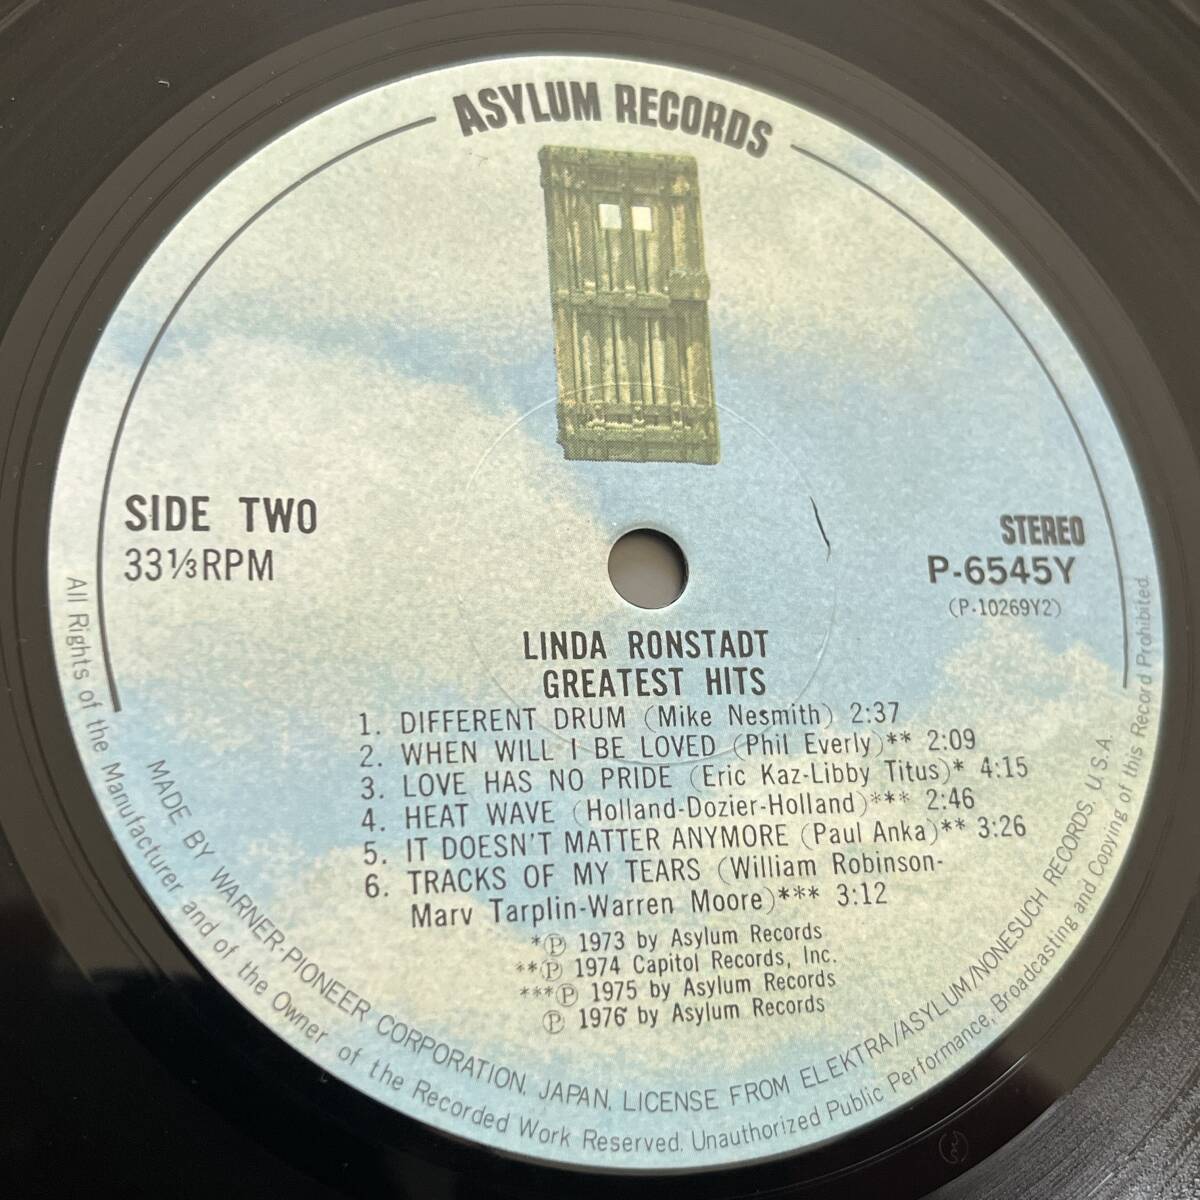 ASYLUM RECORDS
SIDE TWO
33⅓RPM
STEREO
P-6545Y
(P-10269Y2)
LINDA RONSTADT
GREATEST HITS
1. DIFFERENT DRUM (Mike Nesmith) 2:37
2. WHEN WILL I BE LOVED (Phil Everly)** 2:09
3. LOVE HAS NO PRIDE (Eric Kaz-Libby Titus)* 4:15
4. HEAT WAVE (Holland-Dozier-Holland)*** 2:46
5. IT DOESN'T MATTER ANYMORE (Paul Anka)** 3:26
6. TRACKS OF MY TEARS (William Robinson-
Marv Tarplin-Warren Moore)*** 3:12
*Ⓟ 1973 by Asylum Records
**Ⓟ 1974 Capitol Records, Inc.
***Ⓟ 1975 by Asylum Records
Ⓟ 1976 by Asylum Records
MADE BY WARNER-PIONEER CORPORATION, JAPAN, LICENSE FROM ELEKTRA/ASYLUM/NONESUCH RECORDS, U.S.A.
All Rights of the Manufacturer and of the Owner of the Recorded Work Reserved. Unauthorized Public Performance, Broadcasting and Copying of this Record Prohibited.